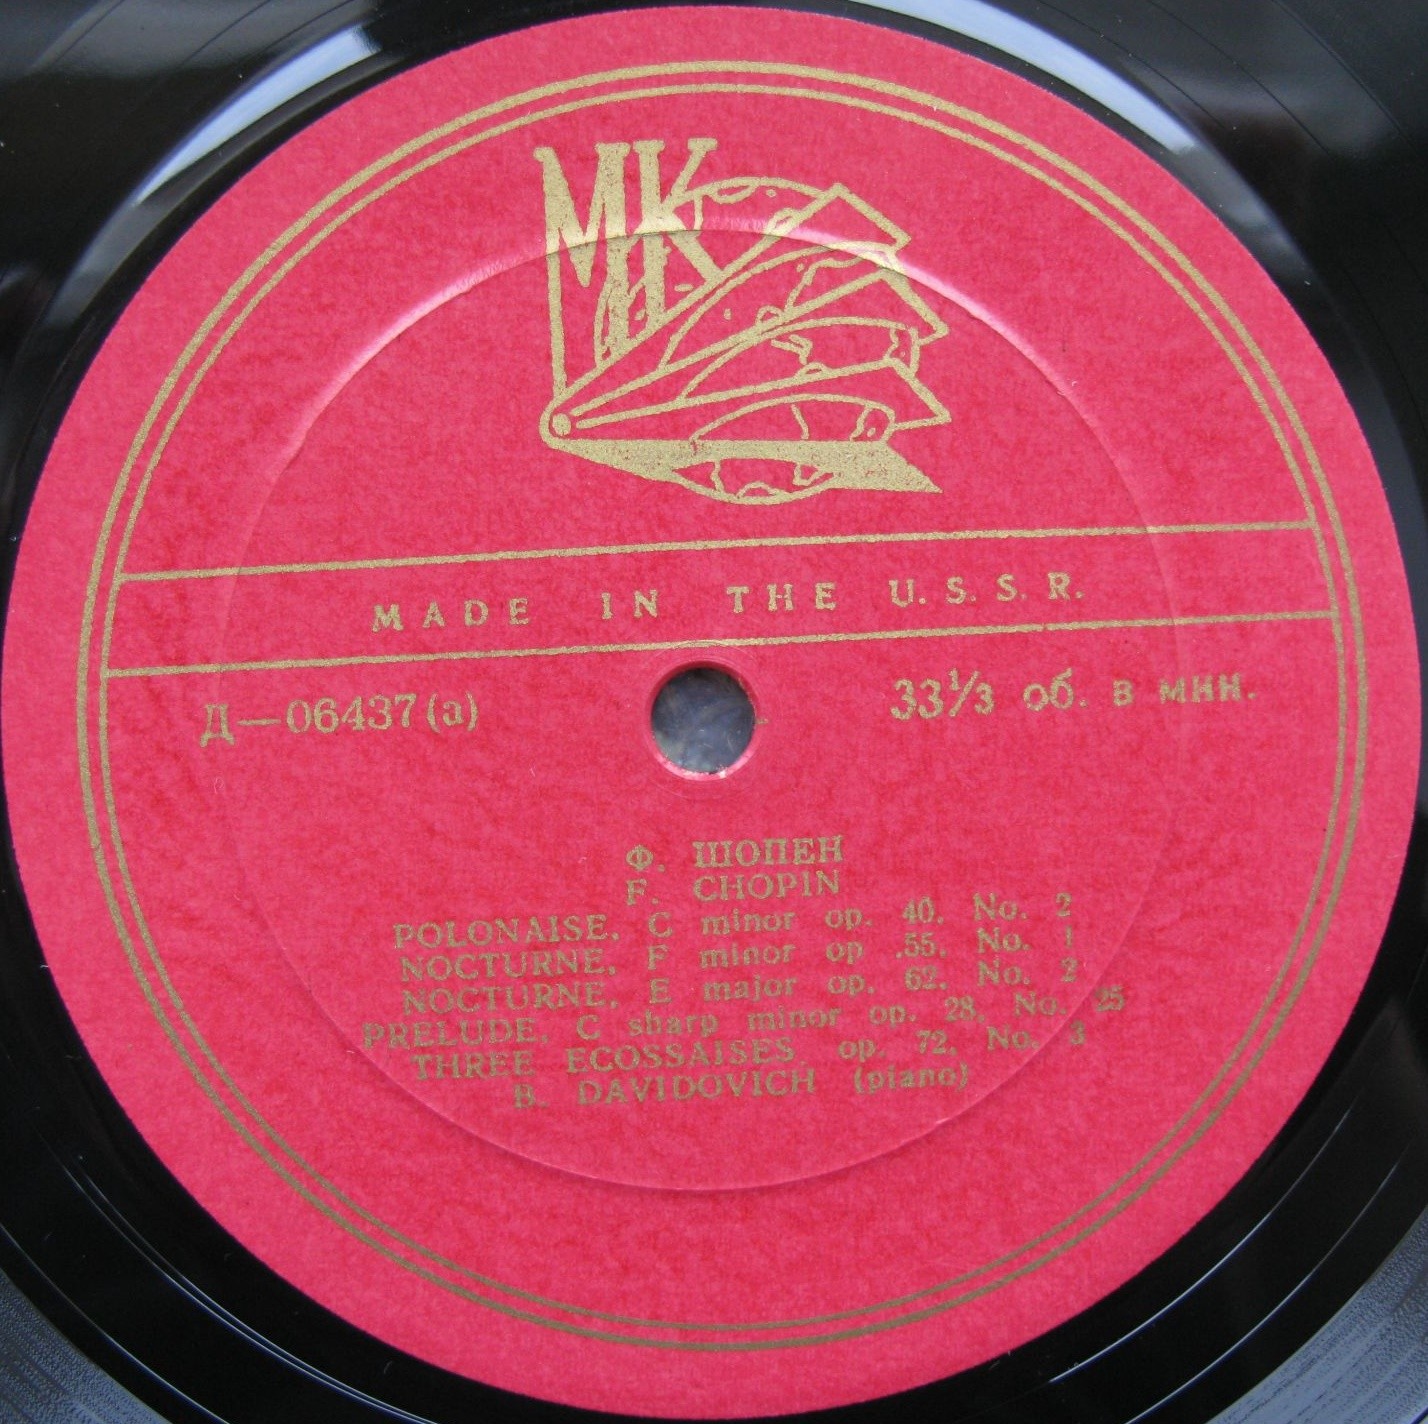 МК
MADE IN THE U.S.S.R.
Д—06437(а)
33⅓ об. в мин.
Ф. ШОПЕН
F. CHOPIN
POLONAISE, C minor op. 40, No. 2
NOCTURNE, F minor op .55, No. 1
NOCTURNE, E major op. 62, No. 2
PRELUDE, C sharp minor op. 28, No. 25
THREE ECOSSAISES, op. 72, No. 3
B. DAVIDOVICH (piano)